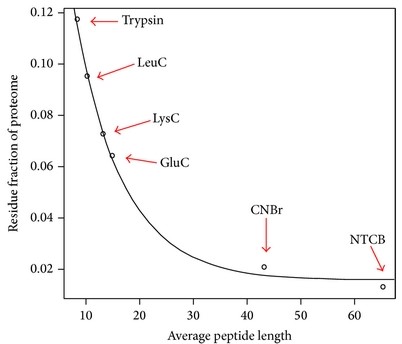 0.12
0.10
0.08
0.06
0.04
0.02
Residue fraction of proteome
Trypsin
LeuC
LysC
GluC
CNBr
NTCB
10 20 30 40 50 60
Average peptide length